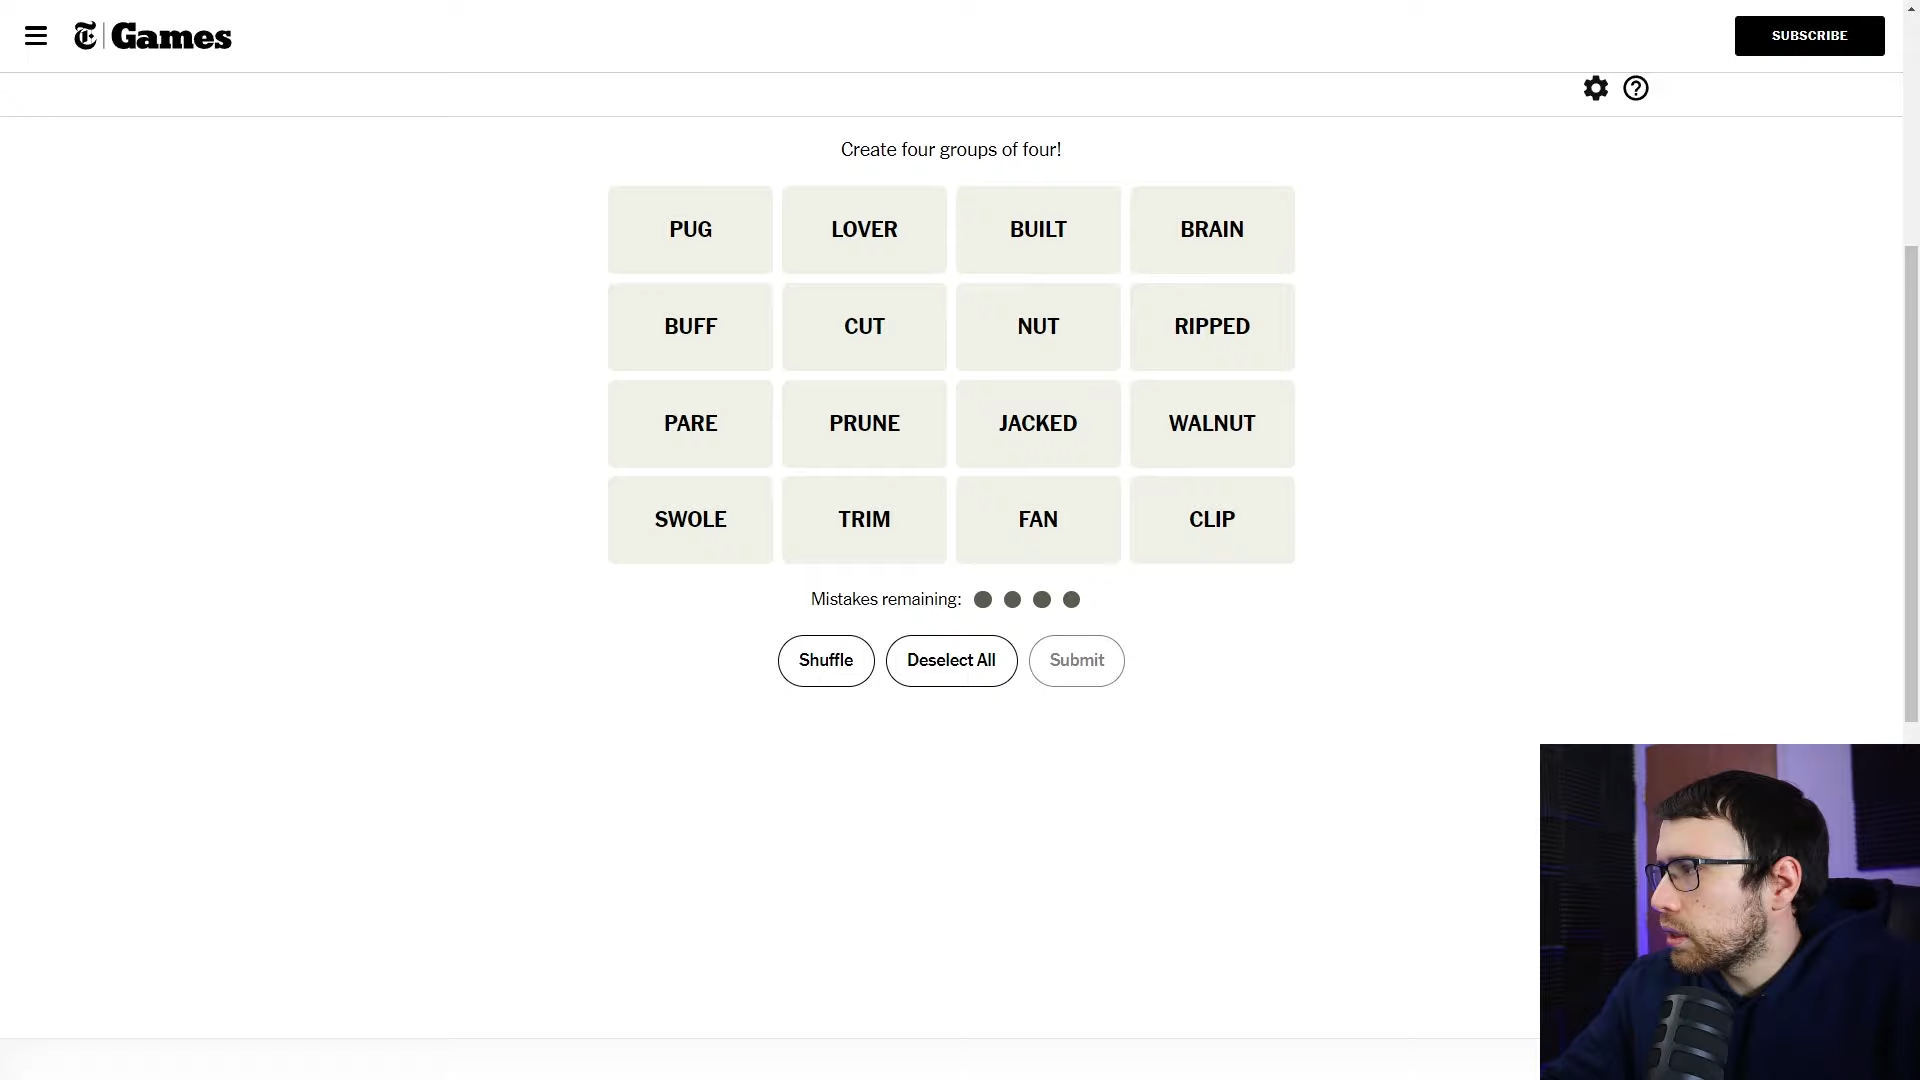 T Games
SUBSCRIBE
Create four groups of four!
PUG LOVER BUILT BRAIN
BUFF CUT NUT RIPPED
PARE PRUNE JACKED WALNUT
SWOLE TRIM FAN CLIP
Mistakes remaining:
Shuffle Deselect All Submit